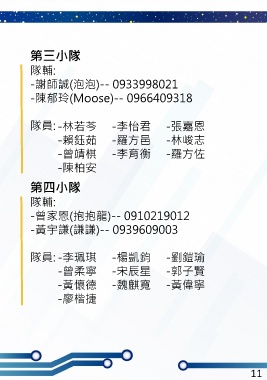 第三小隊
隊輔:
-謝師誠(泡泡)-- 0933998021
-陳郁玲(Moose)-- 0966409318
隊員:-林若芩 -李怡君 -張嘉恩
-賴鈺茹 -羅方邑 -林峻志
-曾靖棋 -李育衡 -羅方佐
-陳柏安
第四小隊
隊輔:
-曾家恩(抱抱龍)-- 0910219012
-黃宇謙(謙謙)-- 0939609003
隊員:-李珮琪 -楊凱鈞 -劉鎧瑜
-曾柔寧 -宋辰星 -郭子賢
-黃懷德 -魏麒寬 -黃偉寧
-廖楷捷
11